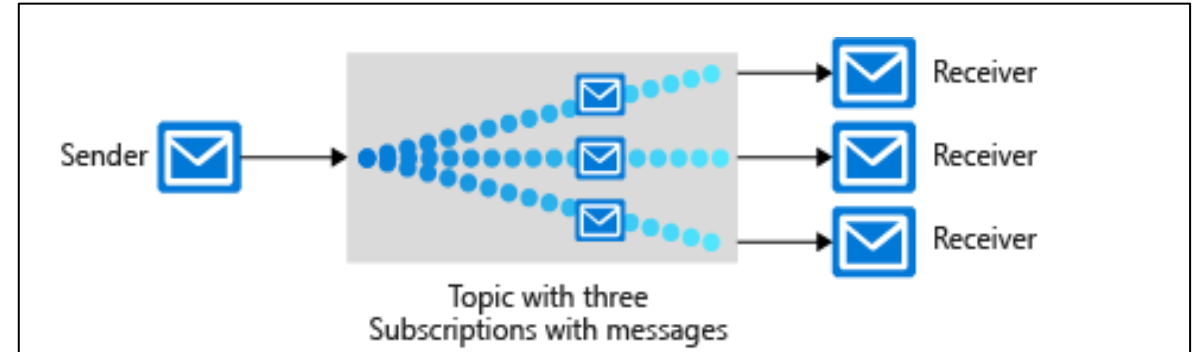 Receiver
Sender
Receiver
Receiver
Topic with three
Subscriptions with messages